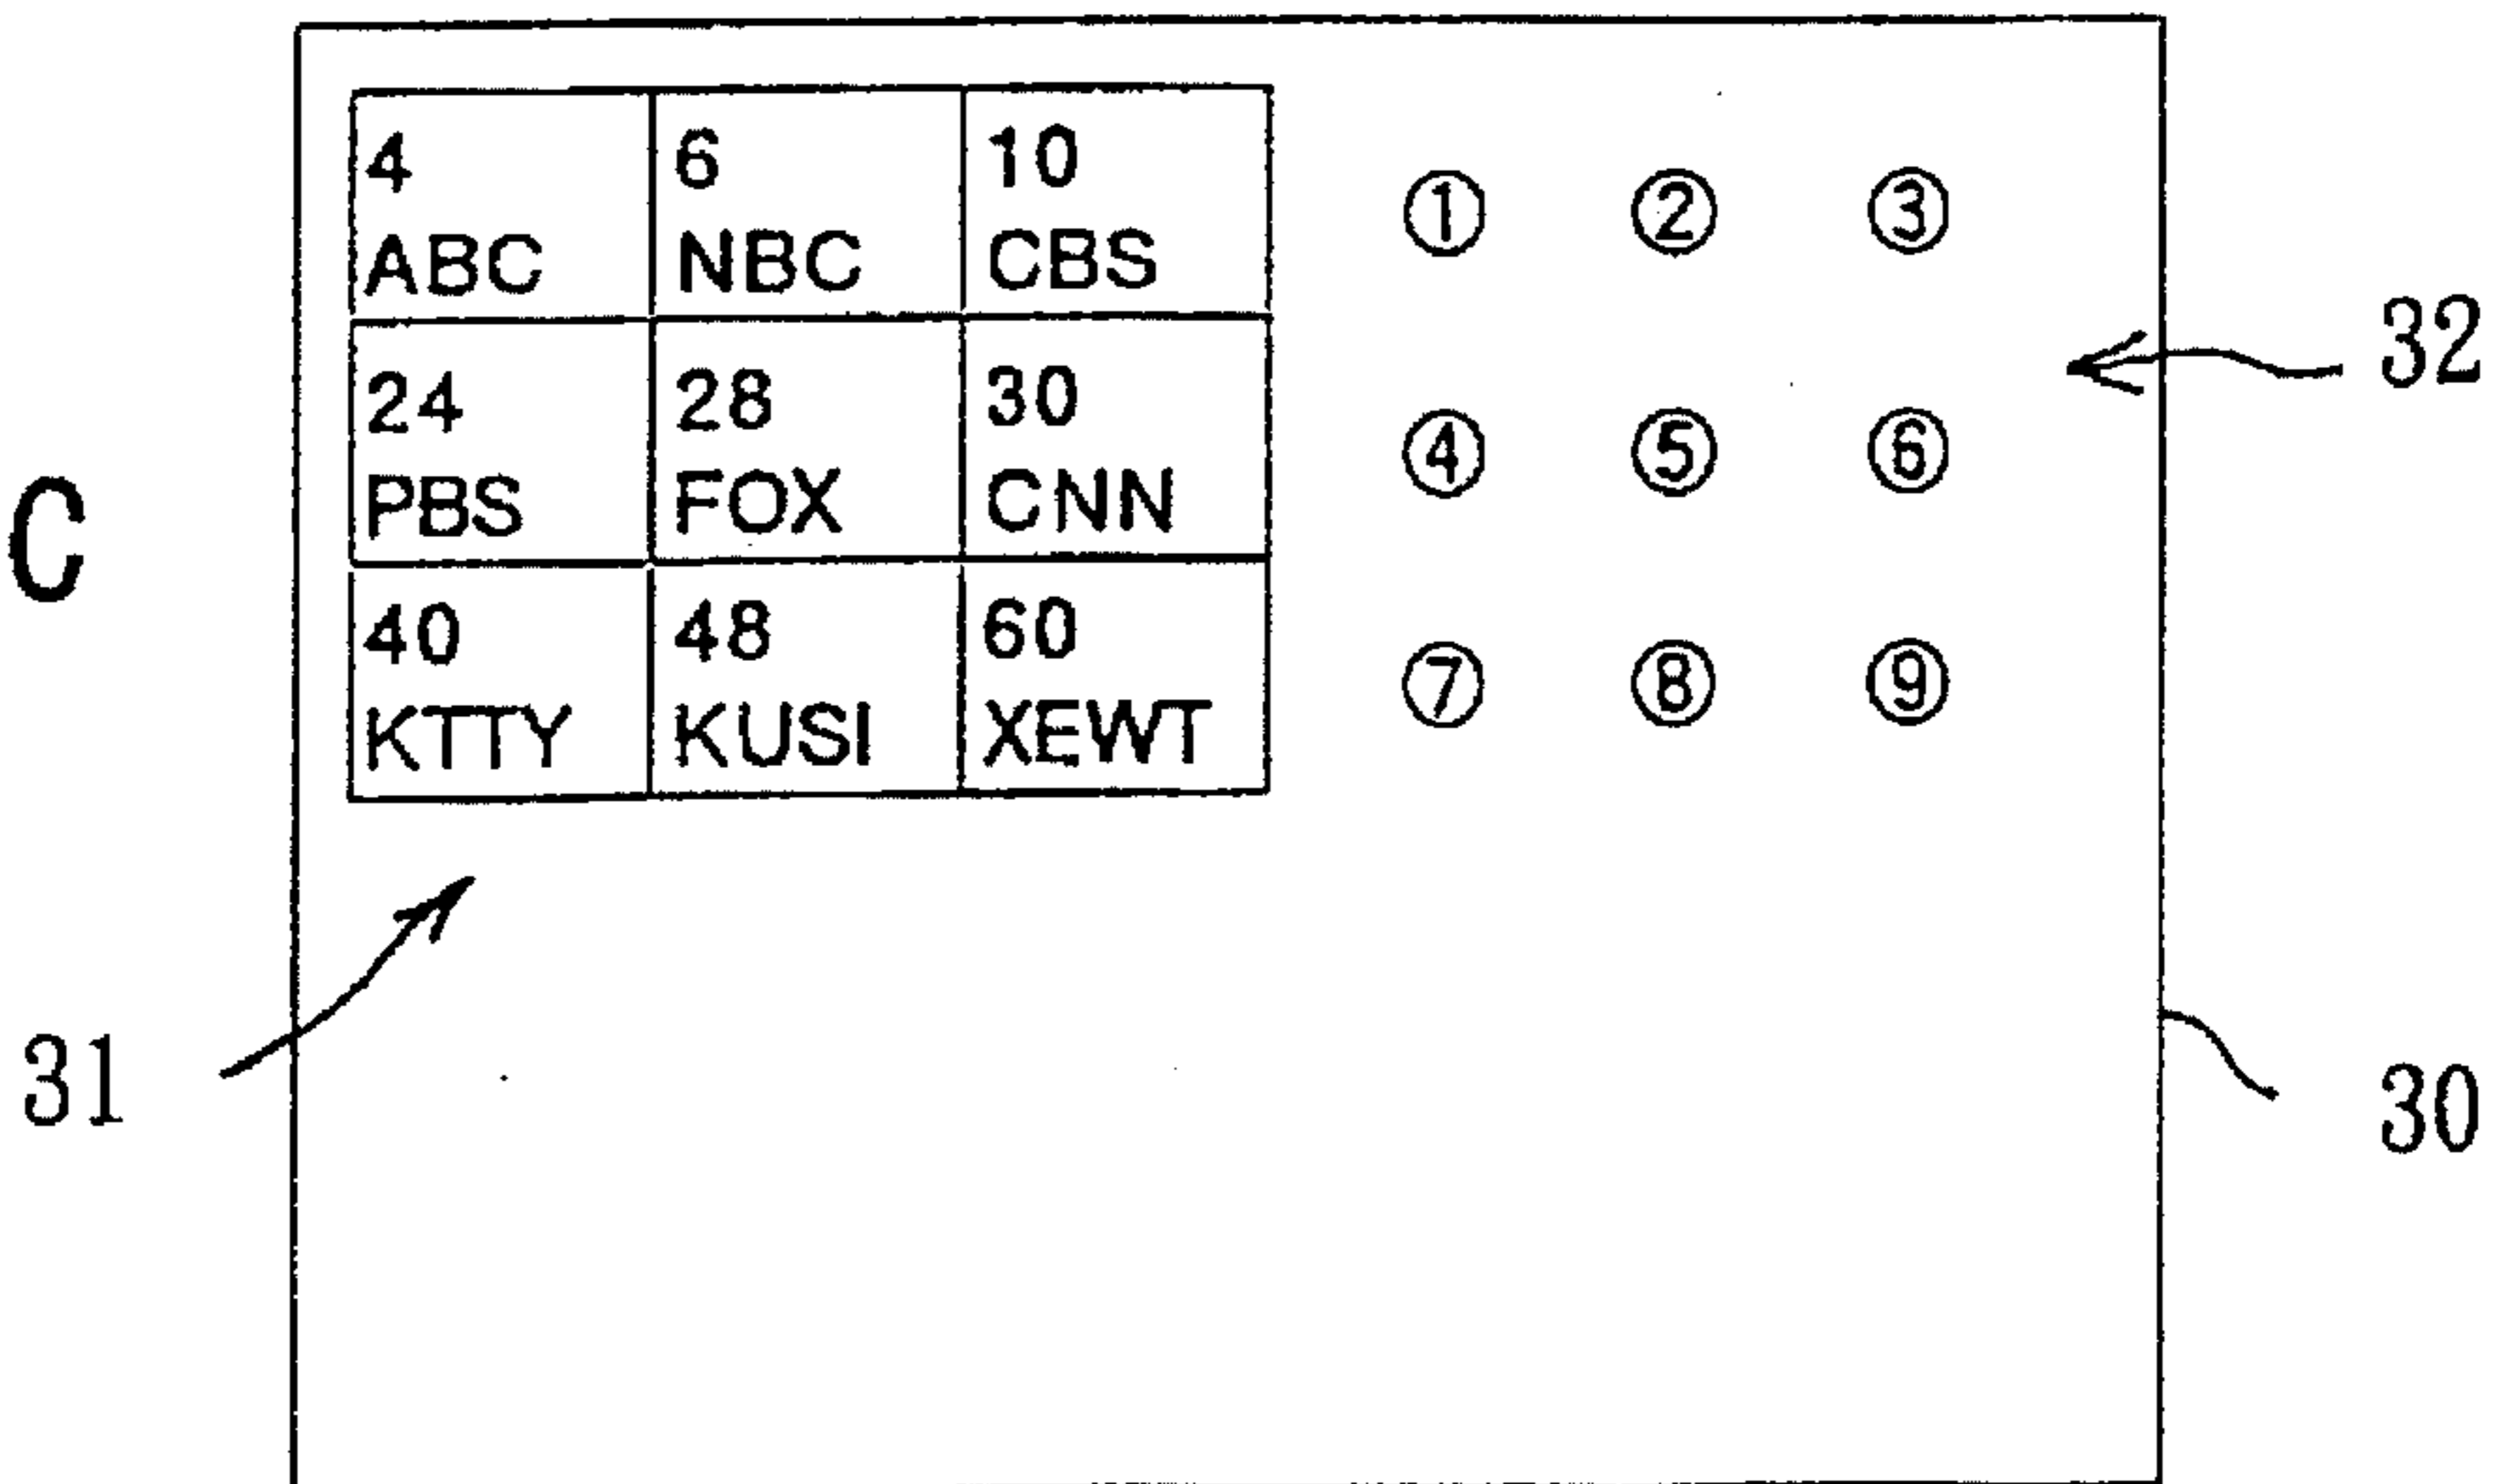 4 6 10 ① ② ③
ABC NBC CBS
32
24 28 30 ④ ⑤ ⑥
PBS FOX CNN
C
40 48 60 ⑦ ⑧ ⑨
KTTY KUSI XEWT
31 30